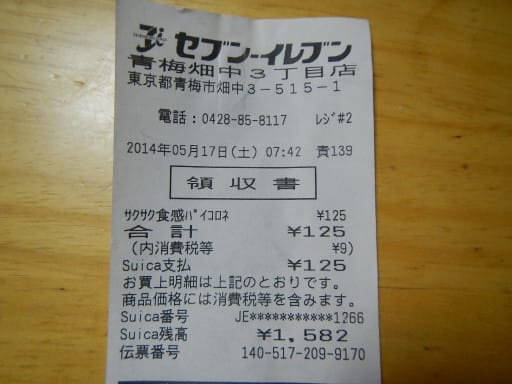 セブン-イレブン
青梅畑中3丁目店
東京都青梅市畑中3-515-1
電話:0428-85-8117 レジ#2
2014年05月17日(土) 07:42 責139
領収書
サクサク食感パイコロネ ¥125
合計 ¥125
(内消費税等 ¥9)
Suica支払 ¥125
お買上明細は上記のとおりです。
商品価格には消費税等を含みます。
Suica番号 JE***********1266
Suica残高 ¥1,582
伝票番号 140-517-209-9170